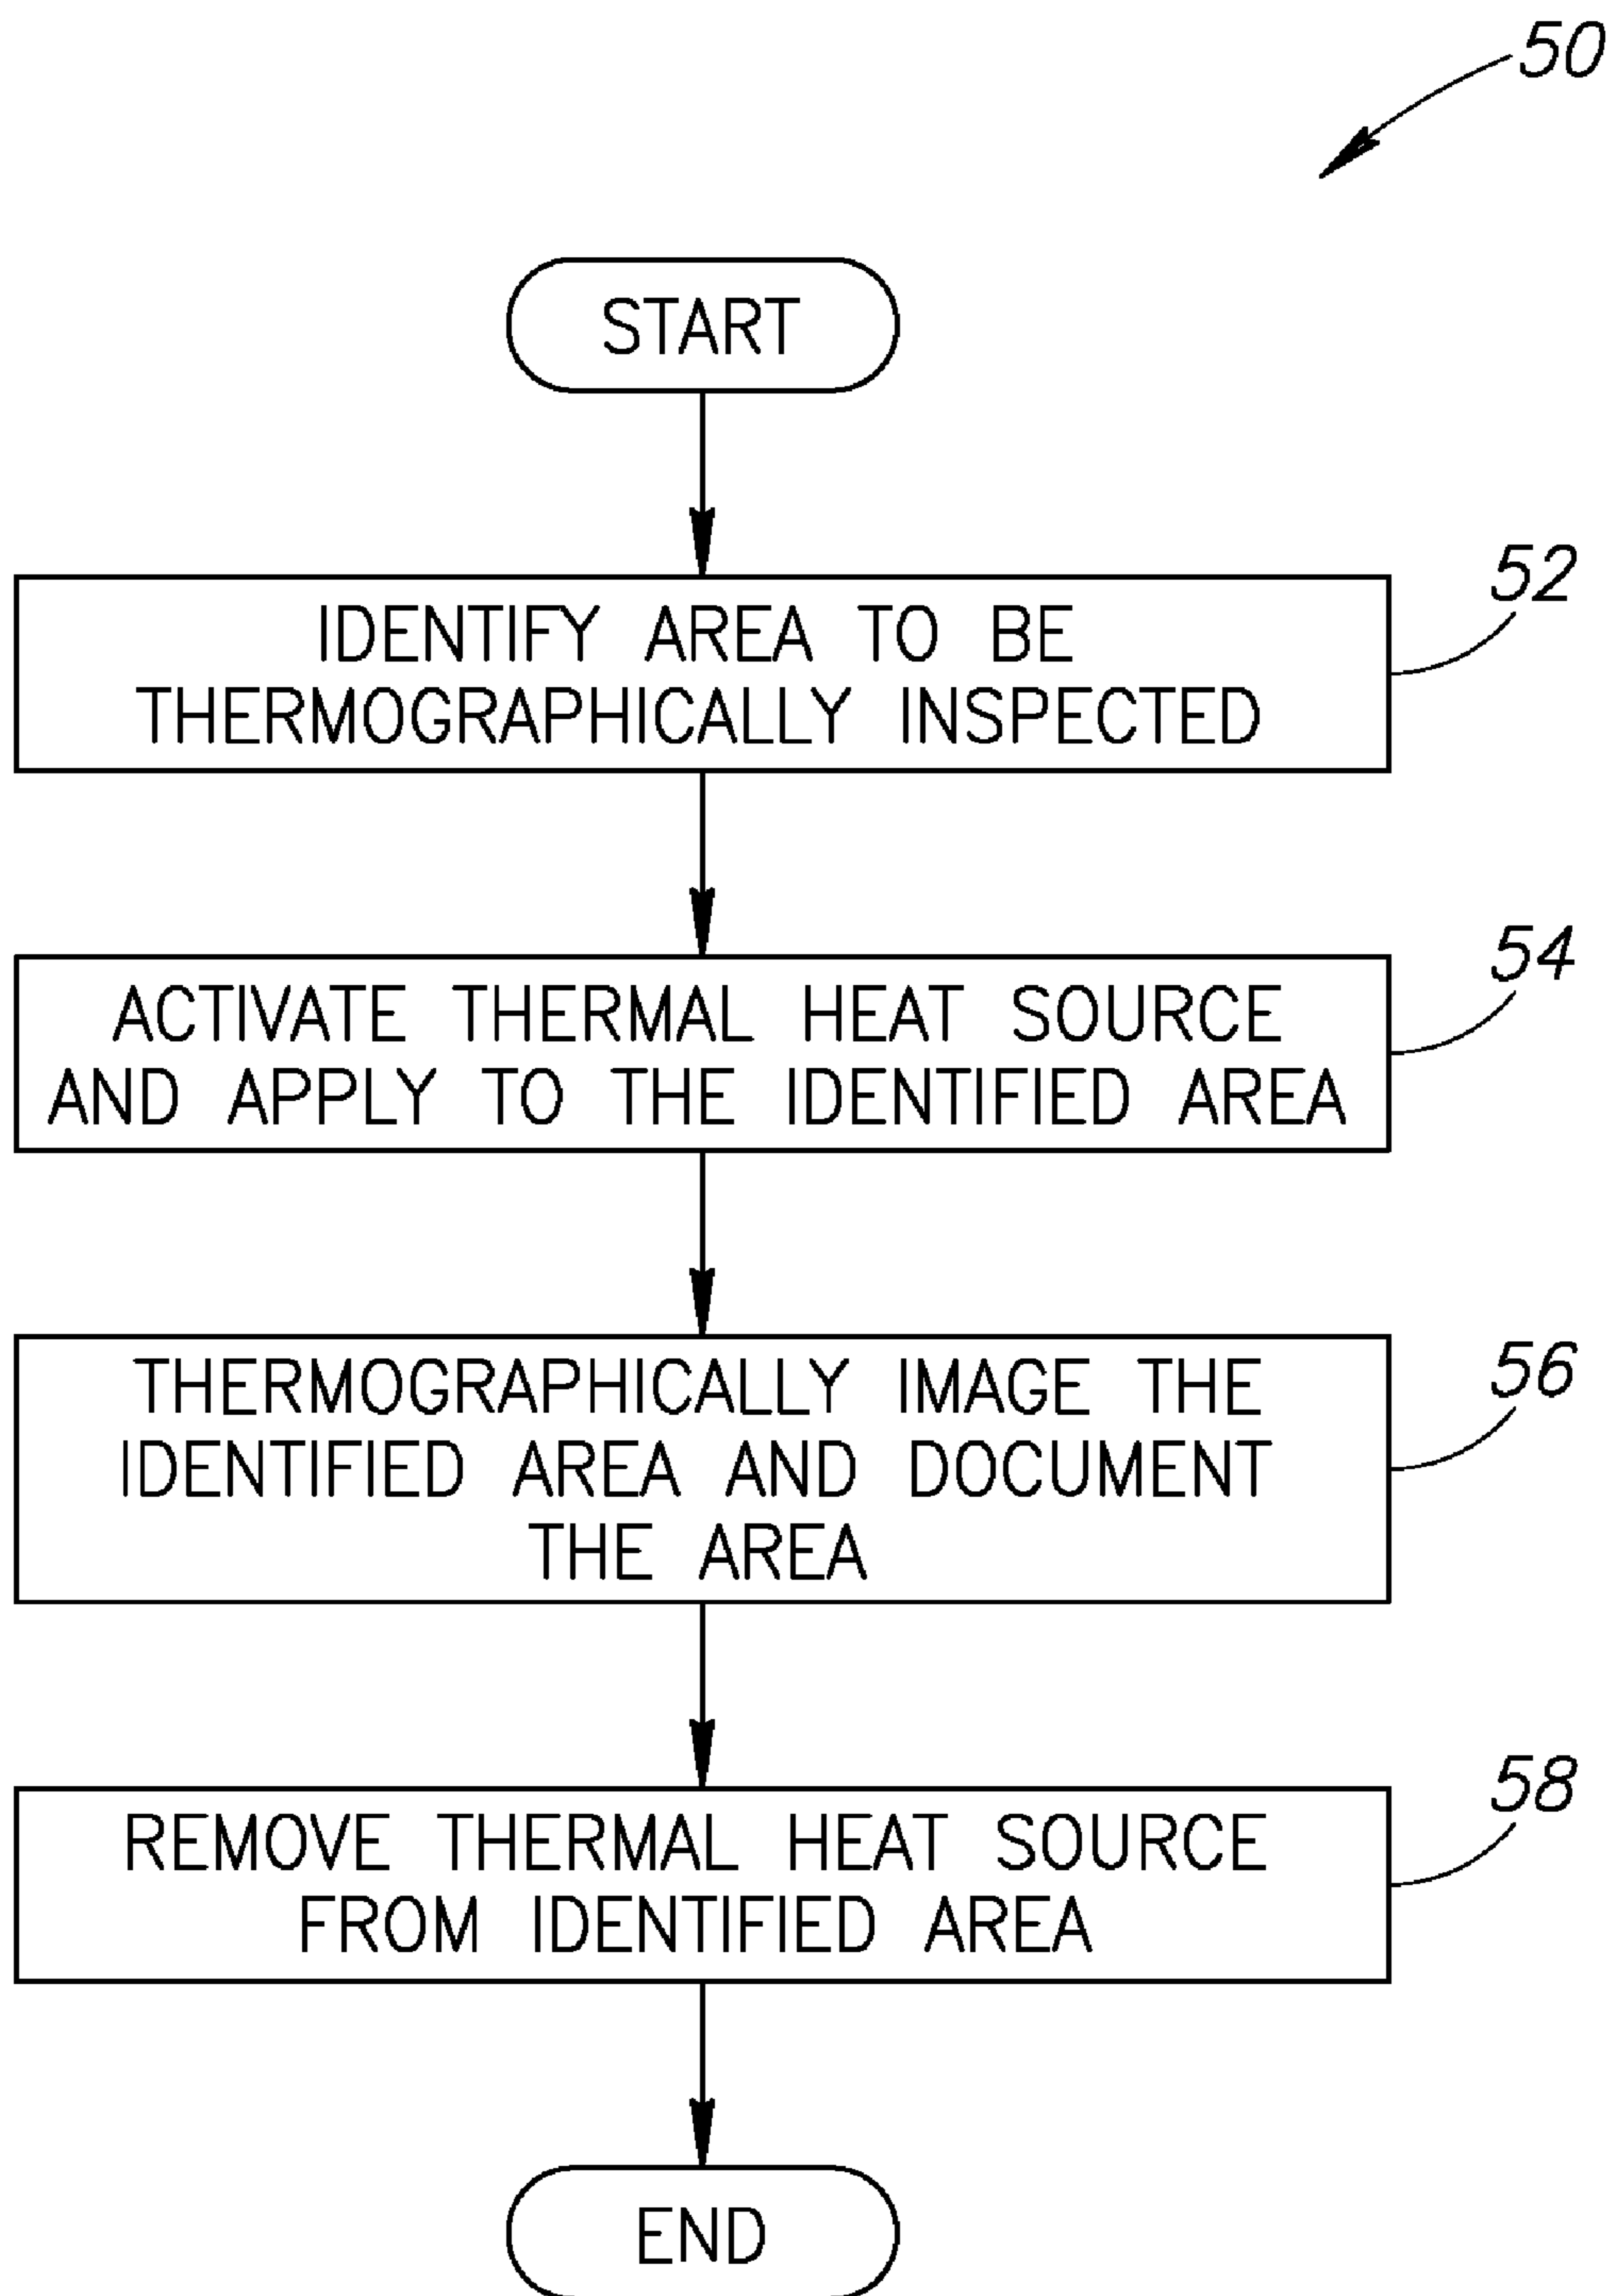 50
START
52
IDENTIFY AREA TO BE
THERMOGRAPHICALLY INSPECTED
54
ACTIVATE THERMAL HEAT SOURCE
AND APPLY TO THE IDENTIFIED AREA
56
THERMOGRAPHICALLY IMAGE THE
IDENTIFIED AREA AND DOCUMENT
THE AREA
58
REMOVE THERMAL HEAT SOURCE
FROM IDENTIFIED AREA
END